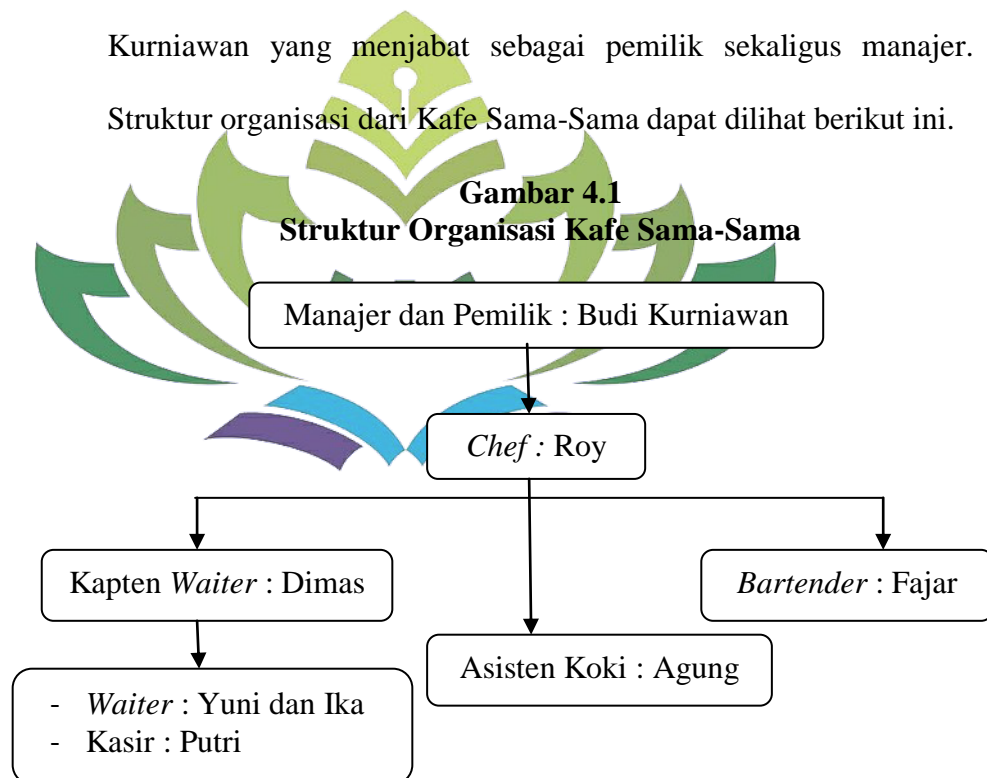 Kurniawan yang menjabat sebagai pemilik sekaligus manajer.
Struktur organisasi dari Kafe Sama-Sama dapat dilihat berikut ini.
Gambar 4.1
Struktur Organisasi Kafe Sama-Sama
Manajer dan Pemilik : Budi Kurniawan
Chef : Roy
Kapten Waiter : Dimas
Bartender : Fajar
Asisten Koki : Agung
- Waiter : Yuni dan Ika
- Kasir : Putri